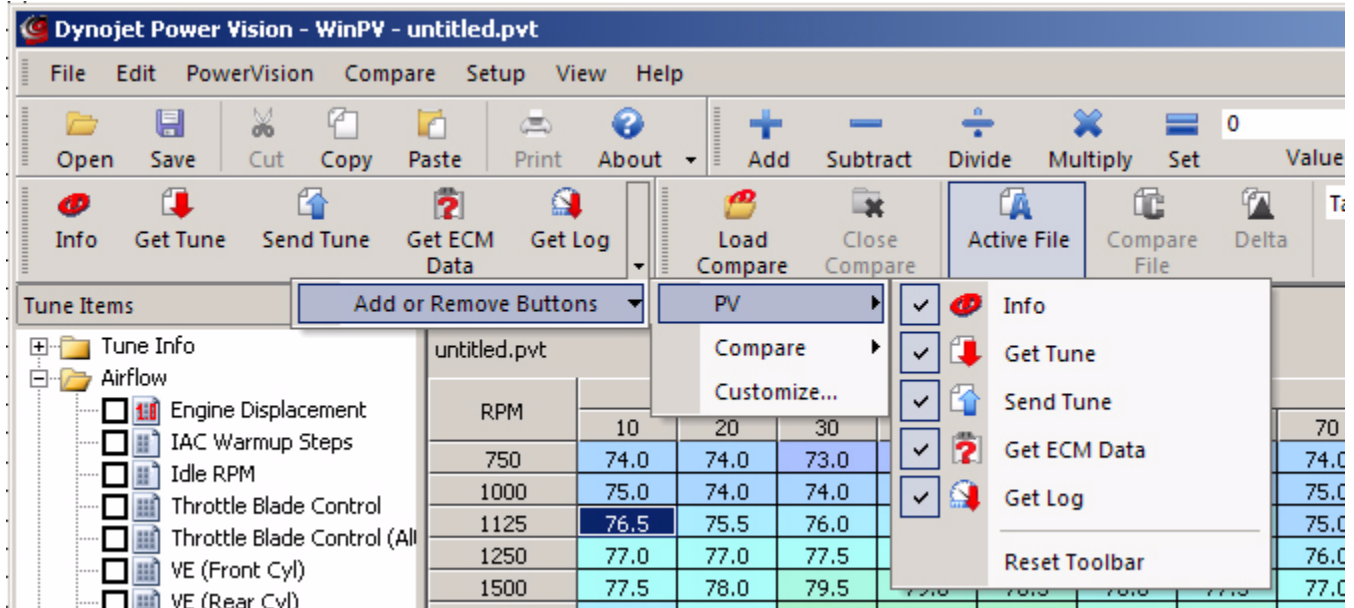 Dynojet Power Vision - WinPV - untitled.pvt
File Edit PowerVision Compare Setup View Help
Open Save Cut Copy Paste Print About Add Subtract Divide Multiply Set 0 Value
Info Get Tune Send Tune Get ECM Data Get Log Load Compare Close Compare Active File Compare File Delta
Tune Items
Add or Remove Buttons
PV
Compare
Customize...
Info
Get Tune
Send Tune
Get ECM Data
Get Log
Reset Toolbar
Tune Info
Airflow
Engine Displacement
IAC Warmup Steps
Idle RPM
Throttle Blade Control
Throttle Blade Control (Al
VE (Front Cyl)
VE (Rear Cyl)
untitled.pvt
RPM 10 20 30 70
750 74.0 74.0 73.0 74.0
1000 75.0 74.0 74.0 75.0
1125 76.5 75.5 76.0 75.0
1250 77.0 77.0 77.5 76.0
1500 77.5 78.0 79.5 77.0